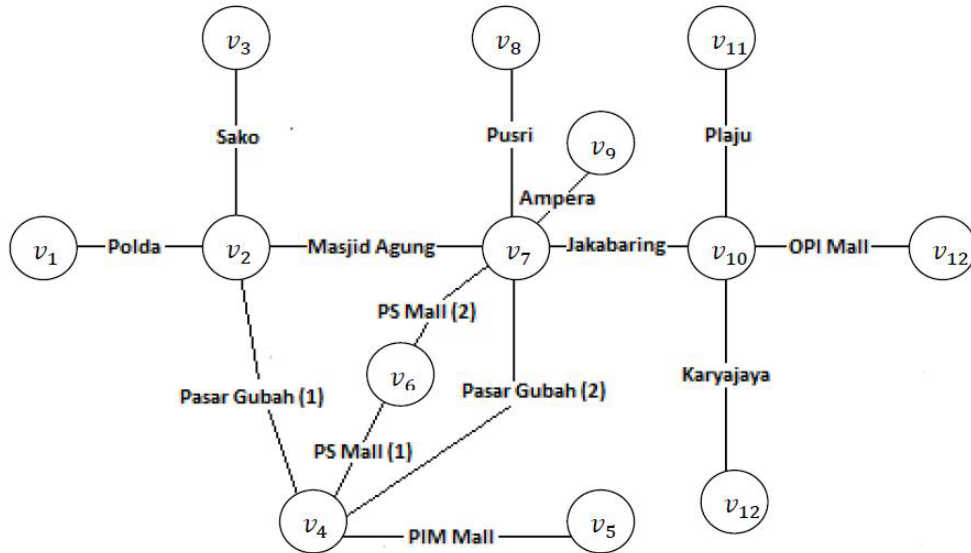 v3
v8
v11
Sako
Pusri
v9
Plaju
Ampera
v1
Polda
v2
Masjid Agung
v7
Jakabaring
v10
OPI Mall
v12
PS Mall (2)
v6
Pasar Gubah (1)
Pasar Gubah (2)
Karyajaya
PS Mall (1)
v4
PIM Mall
v5
v12